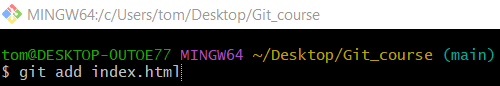 MINGW64:/c/Users/tom/Desktop/Git_course
tom@DESKTOP-OUTOE77 MINGW64 ~/Desktop/Git_course (main)
$ git add index.html